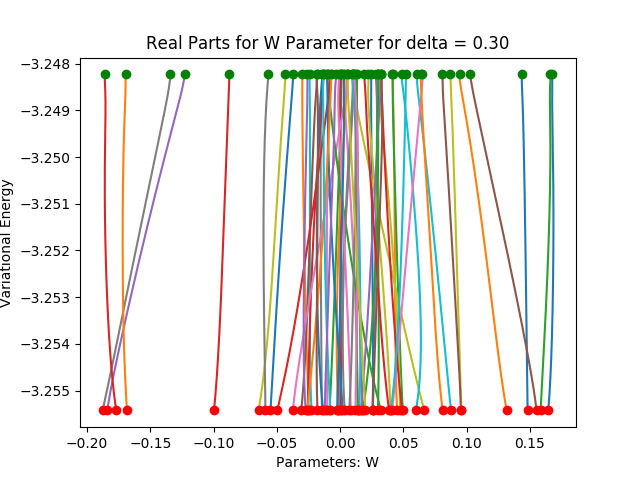 Real Parts for W Parameter for delta = 0.30
Variational Energy
−3.248
−3.249
−3.250
−3.251
−3.252
−3.253
−3.254
−3.255
−0.20 −0.15 −0.10 −0.05 0.00 0.05 0.10 0.15
Parameters: W